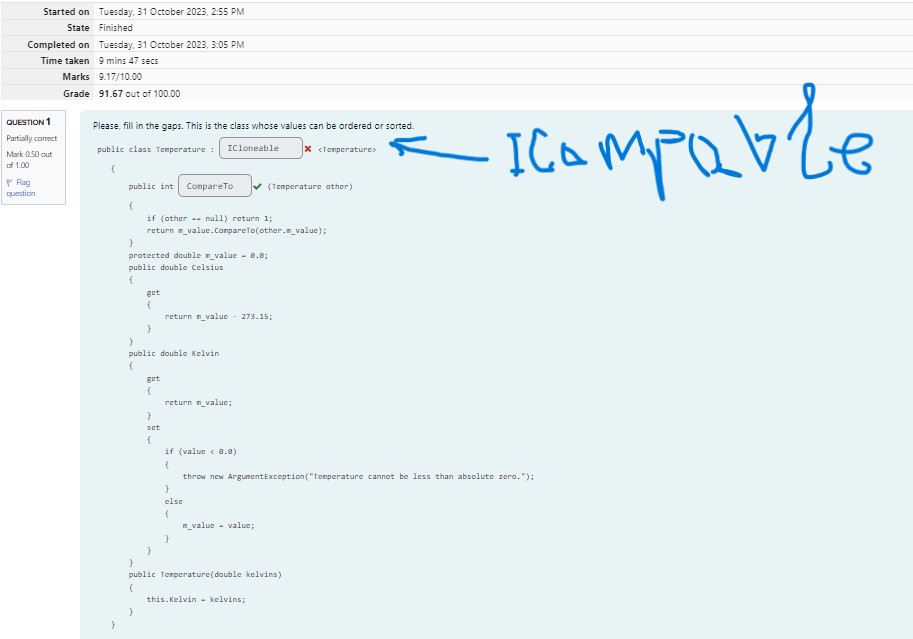 Started on Tuesday, 31 October 2023, 2:55 PM
State Finished
Completed on Tuesday, 31 October 2023, 3:05 PM
Time taken 9 mins 47 secs
Marks 9.17/10.00
Grade 91.67 out of 100.00
QUESTION 1
Partially correct
Mark 0.50 out
of 1.00
Flag
question
Please, fill in the gaps. This is the class whose values can be ordered or sorted.
public class Temperature : ICloneable <Temperature>
ICompable
{
public int CompareTo (Temperature other)
{
if (other == null) return 1;
return m_value.CompareTo(other.m_value);
}
protected double m_value = 0.0;
public double Celsius
{
get
{
return m_value - 273.15;
}
}
public double Kelvin
{
get
{
return m_value;
}
set
{
if (value < 0.0)
{
throw new ArgumentException("Temperature cannot be less than absolute zero.");
}
else
{
m_value = value;
}
}
}
public Temperature(double kelvins)
{
this.Kelvin = kelvins;
}
}